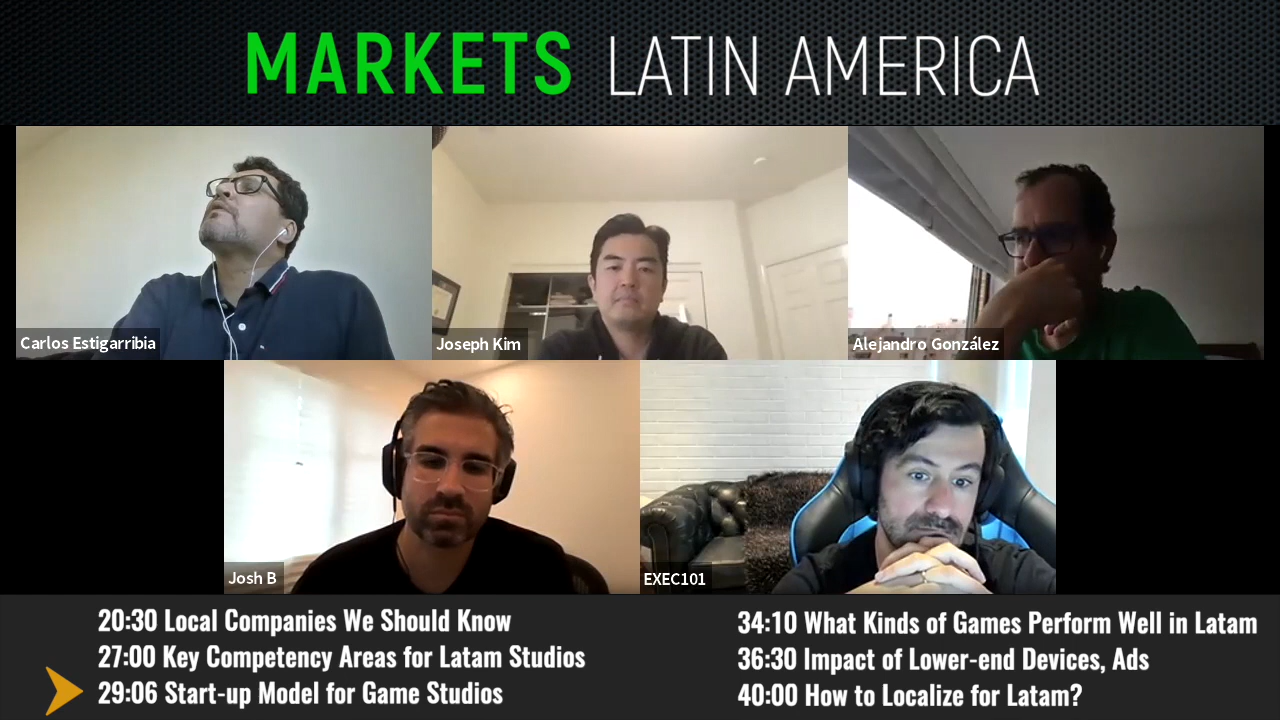 MARKETS LATIN AMERICA
Carlos Estigarribia
Joseph Kim
Alejandro González
Josh B
EXEC101
20:30 Local Companies We Should Know
27:00 Key Competency Areas for Latam Studios
29:06 Start-up Model for Game Studios
34:10 What Kinds of Games Perform Well in Latam
36:30 Impact of Lower-end Devices, Ads
40:00 How to Localize for Latam?